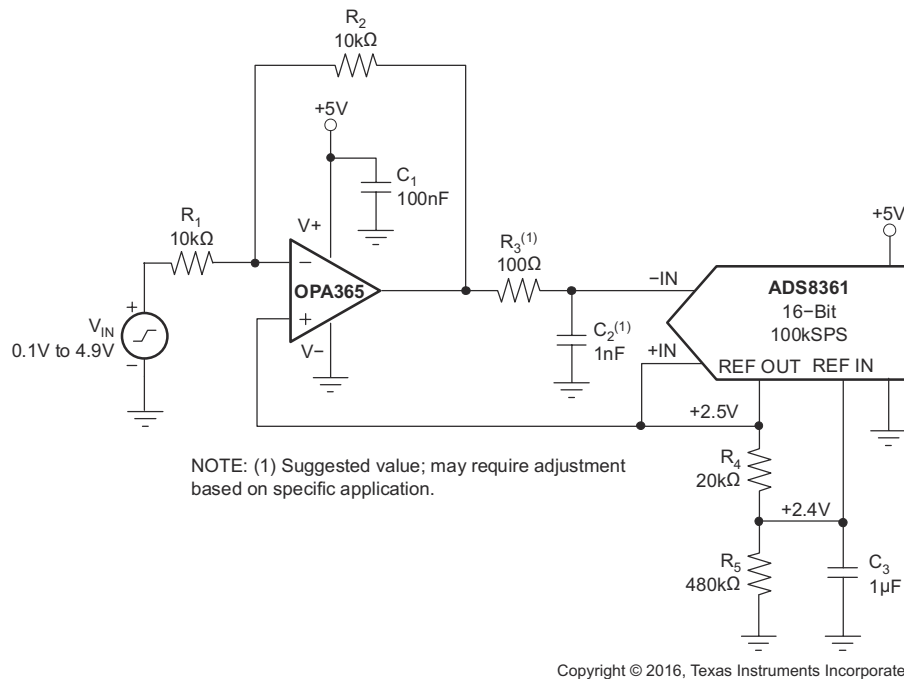 R2
10kΩ
+5V
C1
100nF
R1
10kΩ
V+
R3(1)
100Ω
+5V
−
OPA365
+
−IN
ADS8361
16−Bit
100kSPS
+
VIN
0.1V to 4.9V
−
V−
C2(1)
1nF
+IN
REF OUT
REF IN
+2.5V
NOTE: (1) Suggested value; may require adjustment
based on specific application.
R4
20kΩ
+2.4V
R5
480kΩ
C3
1μF
Copyright © 2016, Texas Instruments Incorporate